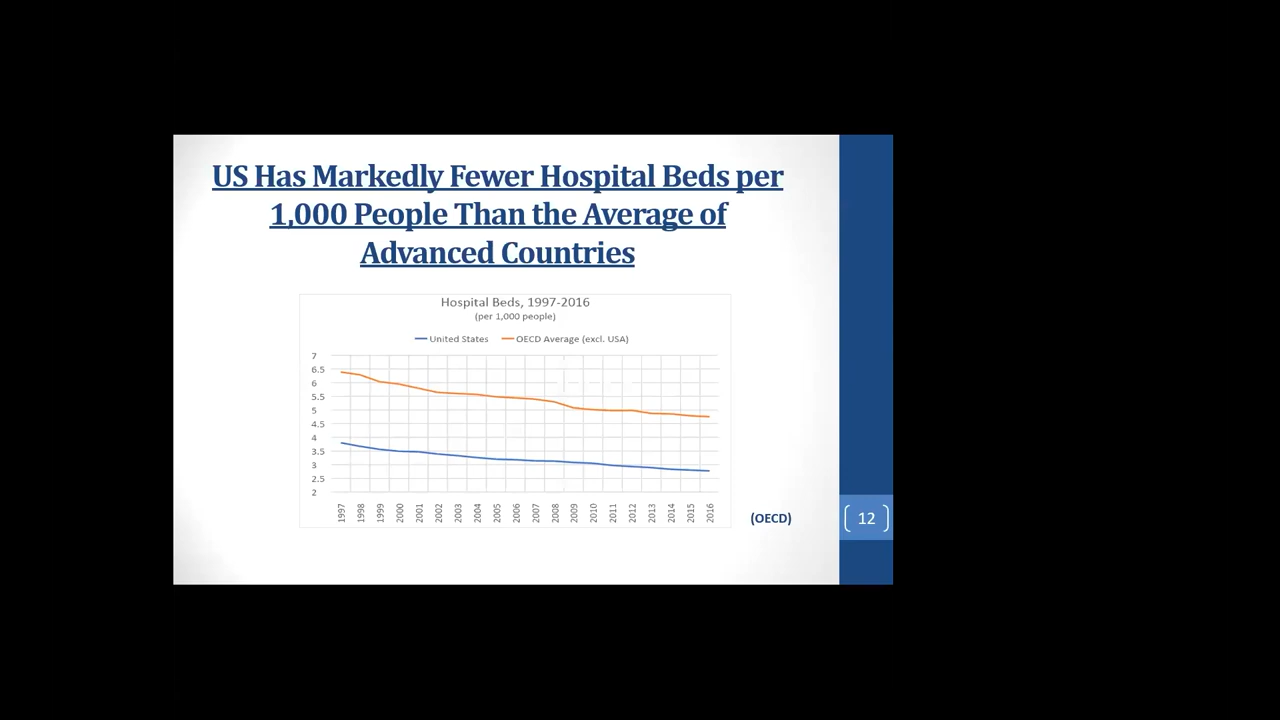 US Has Markedly Fewer Hospital Beds per
1,000 People Than the Average of
Advanced Countries
Hospital Beds, 1997-2016
(per 1,000 people)
United States OECD Average (excl. USA)
7
6.5
6
5.5
5
4.5
4
3.5
3
2.5
2
1997 1998 1999 2000 2001 2002 2003 2004 2005 2006 2007 2008 2009 2010 2011 2012 2013 2014 2015 2016
(OECD)
12